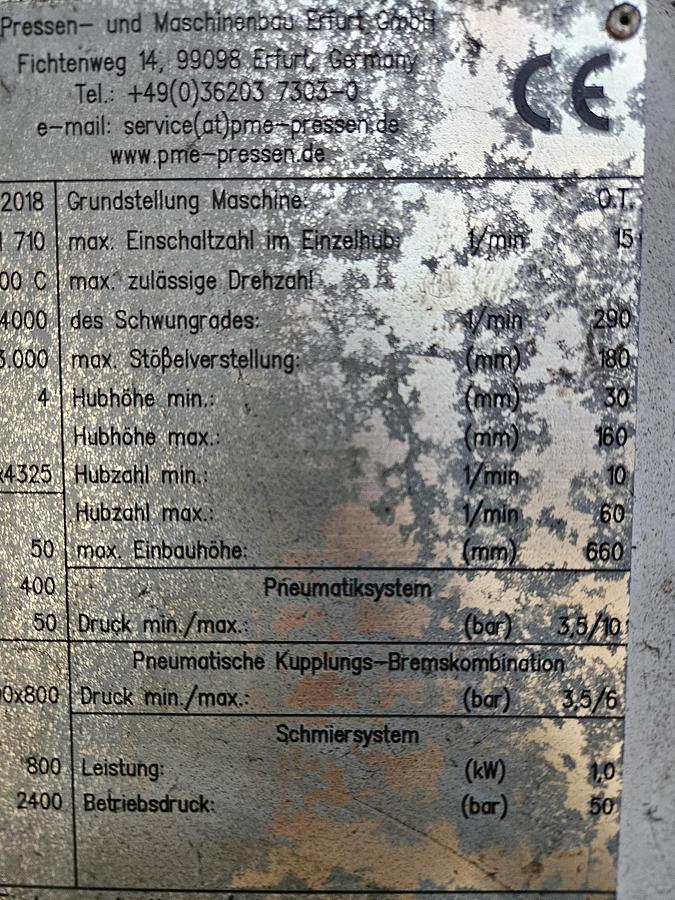 Pressen- und Maschinenbau Erfurt GmbH
Fichtenweg 14, 99098 Erfurt, Germany
Tel.: +49(0)36203 7303-0
e-mail: service(at)pme-pressen.de
www.pme-pressen.de
CE
2018 Grundstellung Maschine: O.T.
710 max. Einschaltzahl im Einzelhub: 1/min 15
00 C max. zulässige Drehzahl
4000 des Schwungrades: 1/min 290
3.000 max. Stößelverstellung: (mm) 180
4 Hubhöhe min.: (mm) 30
Hubhöhe max.: (mm) 160
x4325 Hubzahl min.: 1/min 10
Hubzahl max.: 1/min 60
50 max. Einbauhöhe: (mm) 660
400 Pneumatiksystem
50 Druck min./max.: (bar) 3,5/10
Pneumatische Kupplungs-Bremskombination
0x800 Druck min./max.: (bar) 3,5/6
Schmiersystem
800 Leistung: (kW) 1,0
2400 Betriebsdruck: (bar) 50